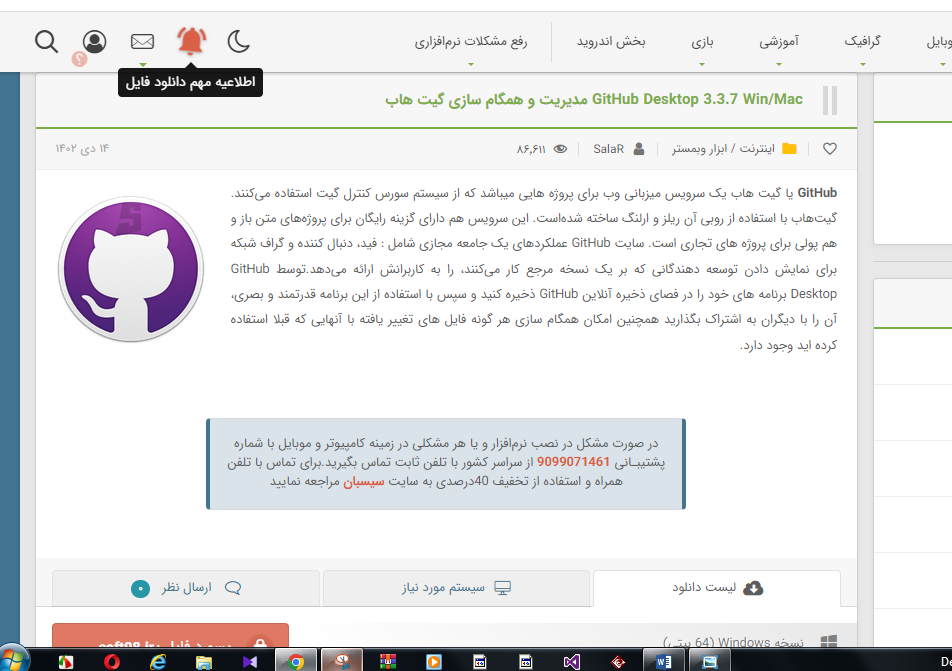 موبایل
گرافیک
آموزشی
بازی
بخش اندروید
رفع مشکلات نرم‌افزاری
اطلاعیه مهم دانلود فایل
GitHub Desktop 3.3.7 Win/Mac مدیریت و همگام سازی گیت هاب
اینترنت / ابزار وبمستر
SalaR
۸۶,۶۱۱
۱۴ دی ۱۴۰۲
GitHub یا گیت هاب یک سرویس میزبانی وب برای پروژه هایی میباشد که از سیستم سورس کنترل گیت استفاده می‌کنند.
گیت‌هاب با استفاده از روبی آن ریلز و ارلنگ ساخته شده‌است. این سرویس هم دارای گزینه رایگان برای پروژه‌های متن باز و
هم پولی برای پروژه های تجاری است. سایت GitHub عملکردهای یک جامعه مجازی شامل : فید، دنبال کننده و گراف شبکه
برای نمایش دادن توسعه دهندگانی که بر یک نسخه مرجع کار می‌کنند، را به کاربرانش ارائه می‌دهد.توسط GitHub
Desktop برنامه های خود را در فصای ذخیره آنلاین GitHub ذخیره کنید و سپس با استفاده از این برنامه قدرتمند و بصری،
آن را با دیگران به اشتراک بگذارید همچنین امکان همگام سازی هر گونه فایل های تغییر یافته با آنهایی که قبلا استفاده
کرده اید وجود دارد.
در صورت مشکل در نصب نرم‌افزار و یا هر مشکلی در زمینه کامپیوتر و موبایل با شماره
پشتیبـانی 9099071461 از سراسر کشور با تلفن ثابت تماس بگیرید.برای تماس با تلفن
همراه و استفاده از تخفیف 40درصدی به سایت سیسبان مراجعه نمایید
لیست دانلود
سیستم مورد نیاز
ارسال نظر ۰
نسخه Windows (64 بیتی)